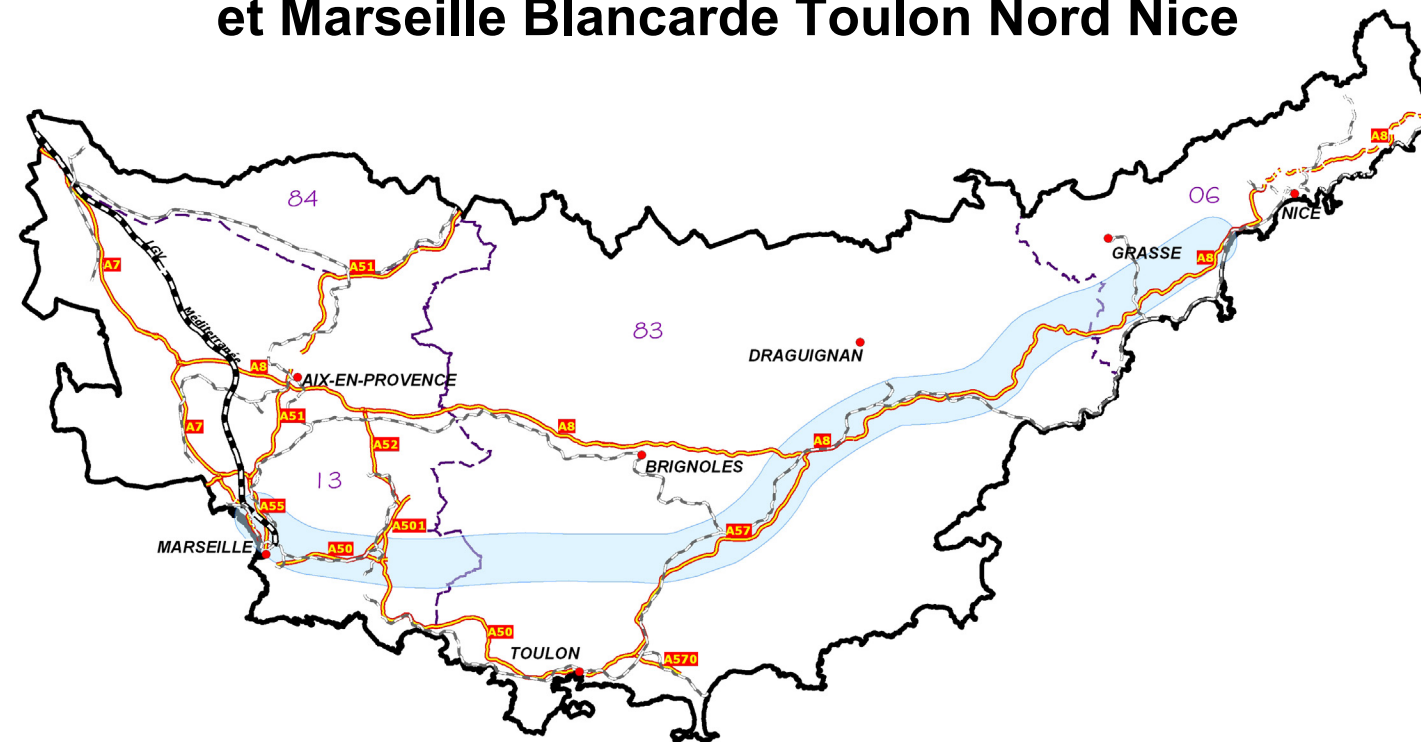 et Marseille Blancarde Toulon Nord Nice
A8
84
06
NICE
GRASSE
A8
LGV
A7
A51
Méditerranée
83
DRAGUIGNAN
A8
AIX-EN-PROVENCE
A51
A7
A8
A52
A8
BRIGNOLES
13
A55
A501
A57
MARSEILLE
A50
A50
TOULON
A570